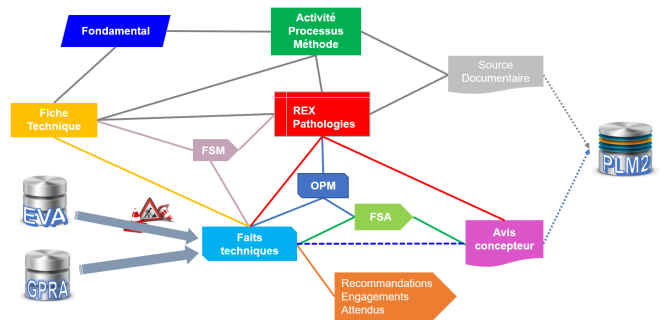 Fondamental
Activité
Processus
Méthode
Source
Documentaire
Fiche
Technique
REX
Pathologies
FSM
PLM2
OPM
EVA
FSA
Faits
techniques
Avis
concepteur
GPRA
Recommandations
Engagements
Attendus